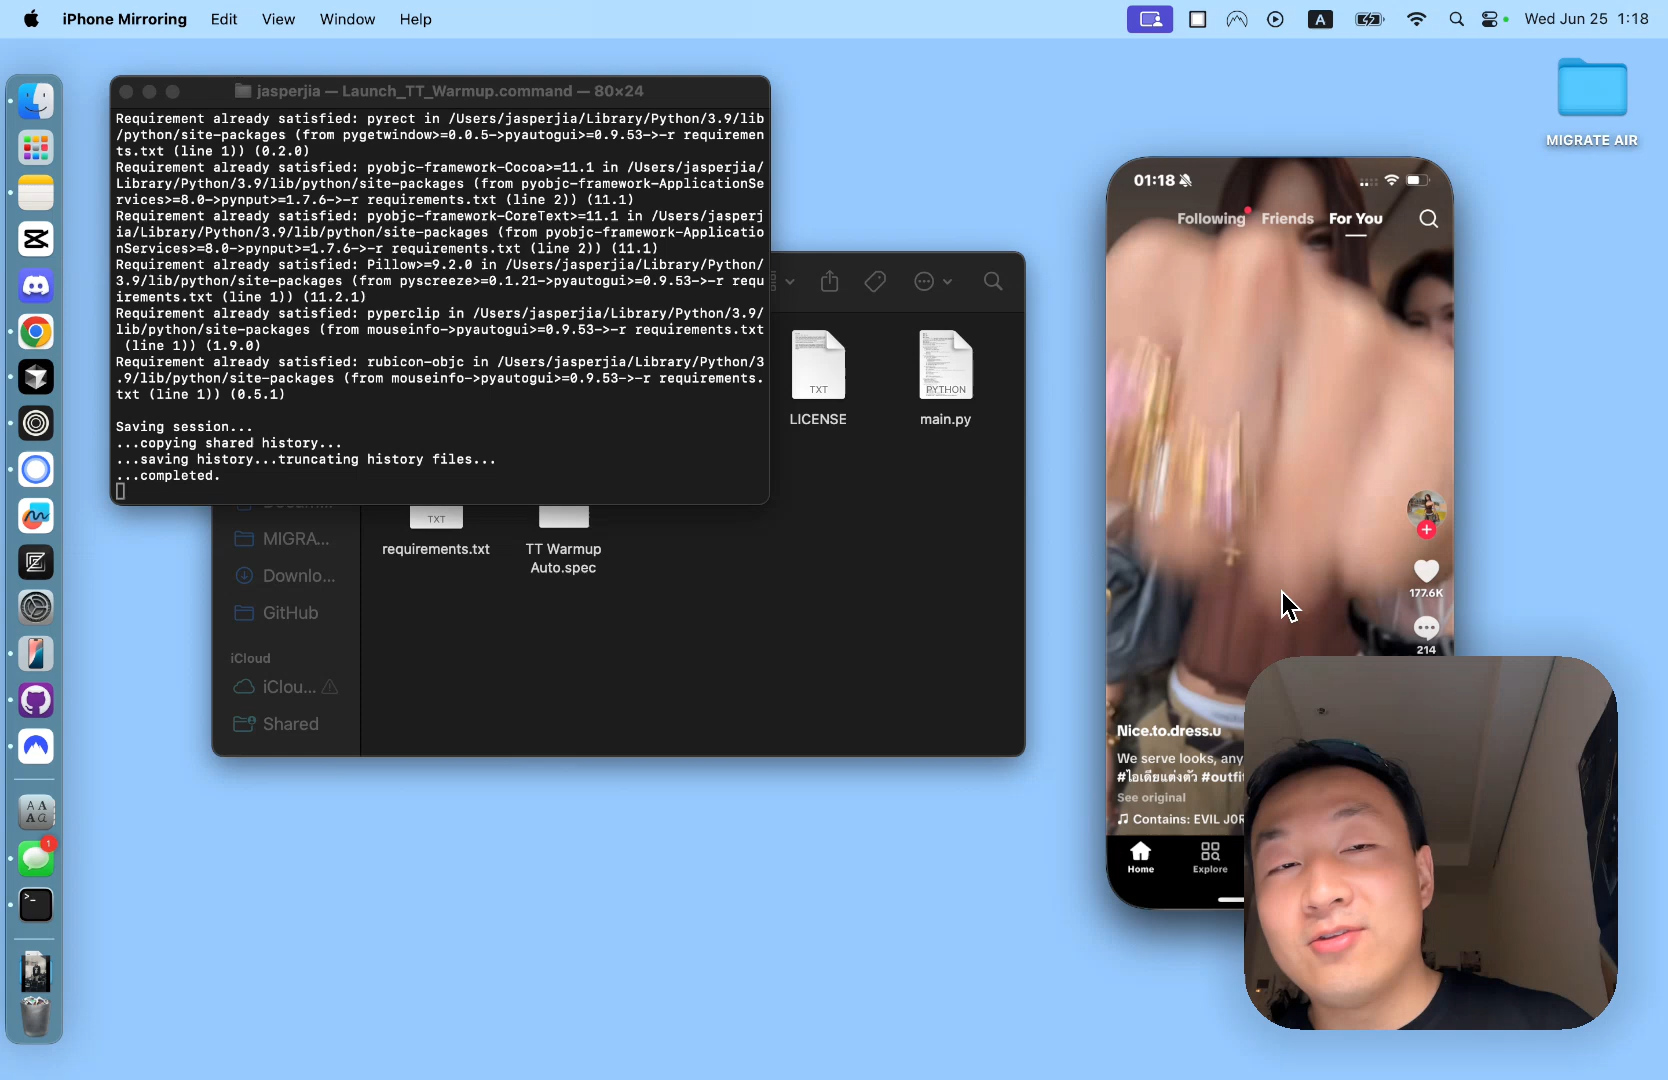 iPhone Mirroring Edit View Window Help
A
Wed Jun 25 1:18
MIGRATE AIR
jasperjia — Launch_TT_Warmup.command — 80×24
Requirement already satisfied: pyrect in /Users/jasperjia/Library/Python/3.9/lib
/python/site-packages (from pygetwindow>=0.0.5->pyautogui>=0.9.53->-r requiremen
ts.txt (line 1)) (0.2.0)
Requirement already satisfied: pyobjc-framework-Cocoa>=11.1 in /Users/jasperjia/
Library/Python/3.9/lib/python/site-packages (from pyobjc-framework-ApplicationSe
rvices>=8.0->pynput>=1.7.6->-r requirements.txt (line 2)) (11.1)
Requirement already satisfied: pyobjc-framework-CoreText>=11.1 in /Users/jasperj
ia/Library/Python/3.9/lib/python/site-packages (from pyobjc-framework-Applicatio
nServices>=8.0->pynput>=1.7.6->-r requirements.txt (line 2)) (11.1)
Requirement already satisfied: Pillow>=9.2.0 in /Users/jasperjia/Library/Python/
3.9/lib/python/site-packages (from pyscreeze>=0.1.21->pyautogui>=0.9.53->-r requ
irements.txt (line 1)) (11.2.1)
Requirement already satisfied: pyperclip in /Users/jasperjia/Library/Python/3.9/
lib/python/site-packages (from mouseinfo->pyautogui>=0.9.53->-r requirements.txt
(line 1)) (1.9.0)
Requirement already satisfied: rubicon-objc in /Users/jasperjia/Library/Python/3
.9/lib/python/site-packages (from mouseinfo->pyautogui>=0.9.53->-r requirements.
txt (line 1)) (0.5.1)
Saving session...
...copying shared history...
...saving history...truncating history files...
...completed.
TXT
LICENSE
PYTHON
main.py
TXT
requirements.txt
TT Warmup
Auto.spec
MIGRA...
Downlo...
GitHub
iCloud
iClou...
Shared
01:18
Following Friends For You
177.6K
214
Nice.to.dress.u
We serve looks, any
#ไอเดียแต่งตัว #outfi
See original
Contains: EVIL JOR
Home
Explore
A A
A a
1